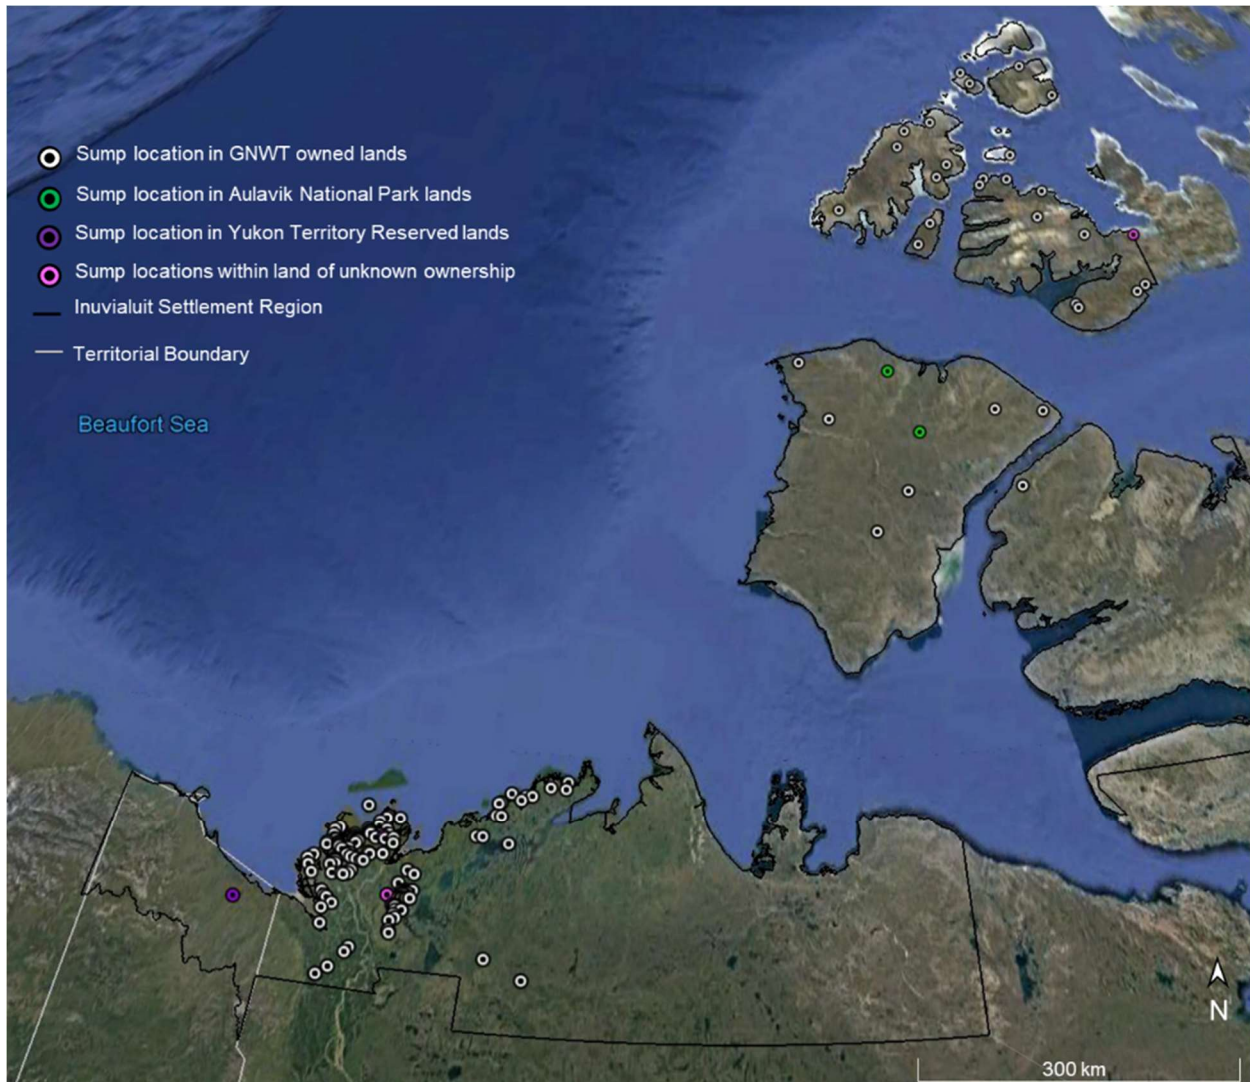 Sump location in GNWT owned lands
Sump location in Aulavik National Park lands
Sump location in Yukon Territory Reserved lands
Sump locations within land of unknown ownership
Inuvialuit Settlement Region
Territorial Boundary
Beaufort Sea
N
300 km